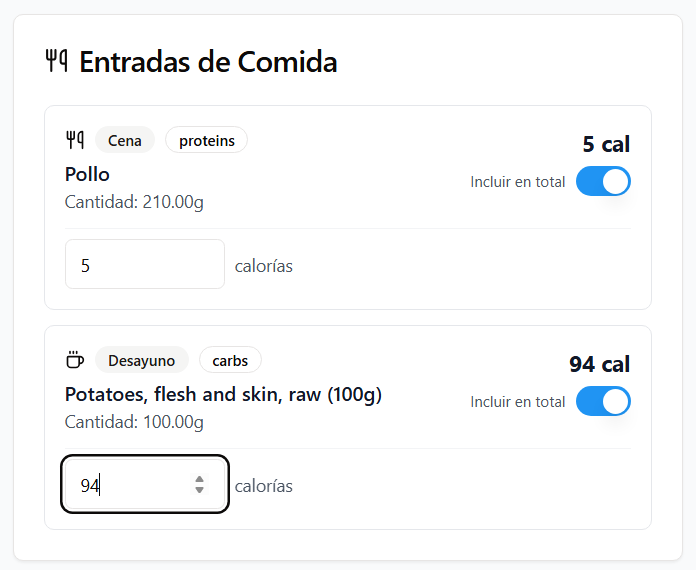 Entradas de Comida
Cena proteins
5 cal
Pollo
Incluir en total
Cantidad: 210.00g
5 calorías
Desayuno carbs
94 cal
Potatoes, flesh and skin, raw (100g)
Incluir en total
Cantidad: 100.00g
94 calorías